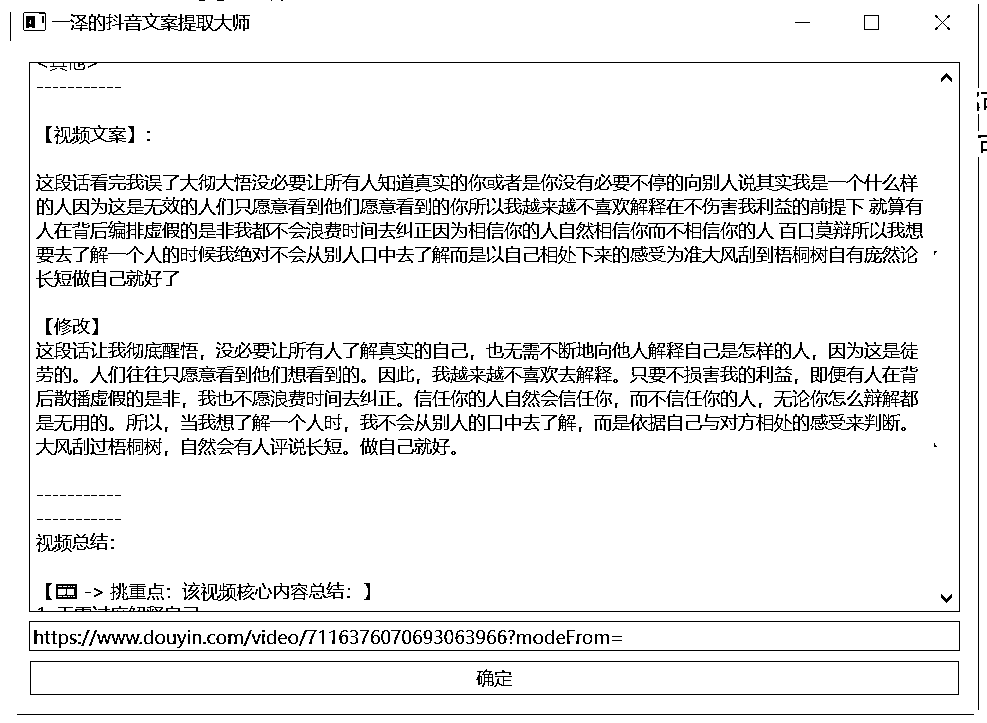 一泽的抖音文案提取大师
<其他>
-----------
【视频文案】:
这段话看完我误了大彻大悟没必要让所有人知道真实的你或者是你没有必要不停的向别人说其实我是一个什么样
的人因为这是无效的人们只愿意看到他们愿意看到的你所以我越来越不喜欢解释在不伤害我利益的前提下 就算有
人在背后编排虚假的是非我都不会浪费时间去纠正因为相信你的人自然相信你而不相信你的人 百口莫辩所以我想
要去了解一个人的时候我绝对不会从别人口中去了解而是以自己相处下来的感受为准大风刮到梧桐树自有庞然论
长短做自己就好了
【修改】
这段话让我彻底醒悟，没必要让所有人了解真实的自己，也无需不断地向他人解释自己是怎样的人，因为这是徒
劳的。人们往往只愿意看到他们想看到的。因此，我越来越不喜欢去解释。只要不损害我的利益，即便有人在背
后散播虚假的是非，我也不愿浪费时间去纠正。信任你的人自然会信任你，而不信任你的人，无论你怎么辩解都
是无用的。所以，当我想了解一个人时，我不会从别人的口中去了解，而是依据自己与对方相处的感受来判断。
大风刮过梧桐树，自然会有人评说长短。做自己就好。
-----------
-----------
视频总结：
【🎞 -> 挑重点：该视频核心内容总结：】
https://www.douyin.com/video/7116376070693063966?modeFrom=
确定